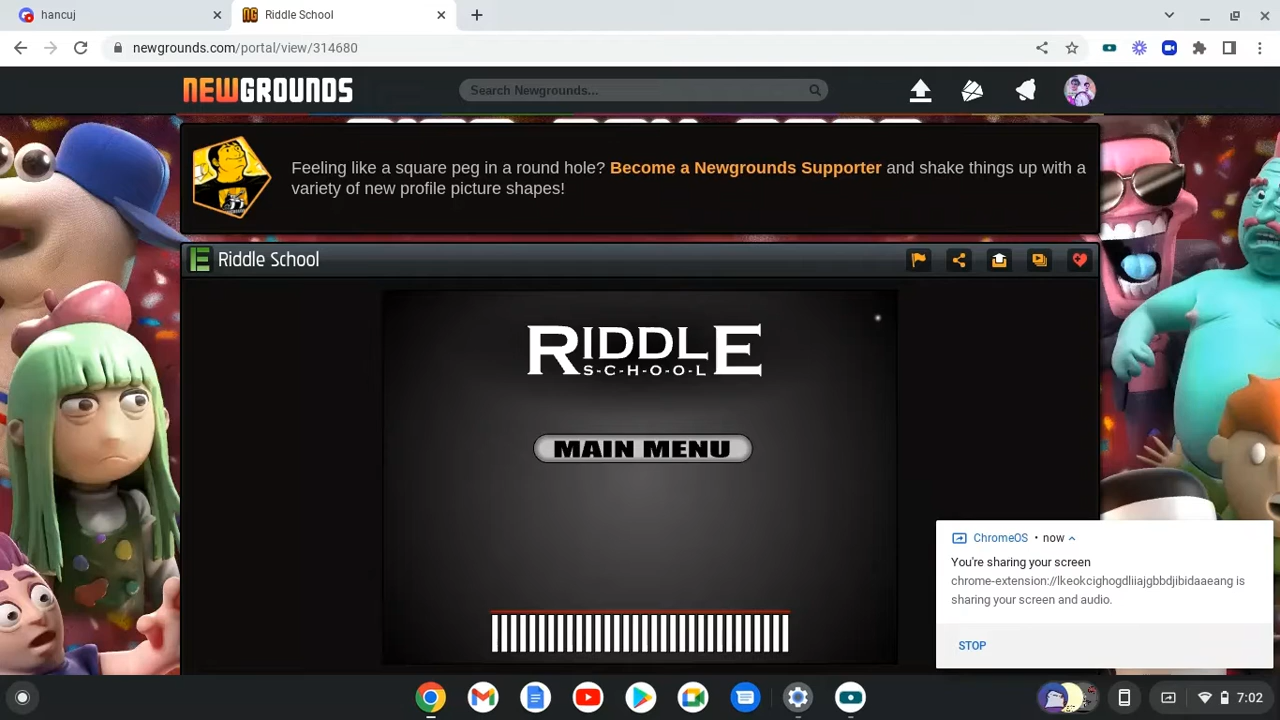 hancuj
Riddle School
newgrounds.com/portal/view/314680
NEWGROUNDS
Search Newgrounds...
Feeling like a square peg in a round hole? Become a Newgrounds Supporter and shake things up with a
variety of new profile picture shapes!
E
Riddle School
RIDDLE
S-C-H-O-O-L
MAIN MENU
ChromeOS • now
You're sharing your screen
chrome-extension://lkeokcighogdliiajgbbdjibidaaeang is
sharing your screen and audio.
STOP
7:02